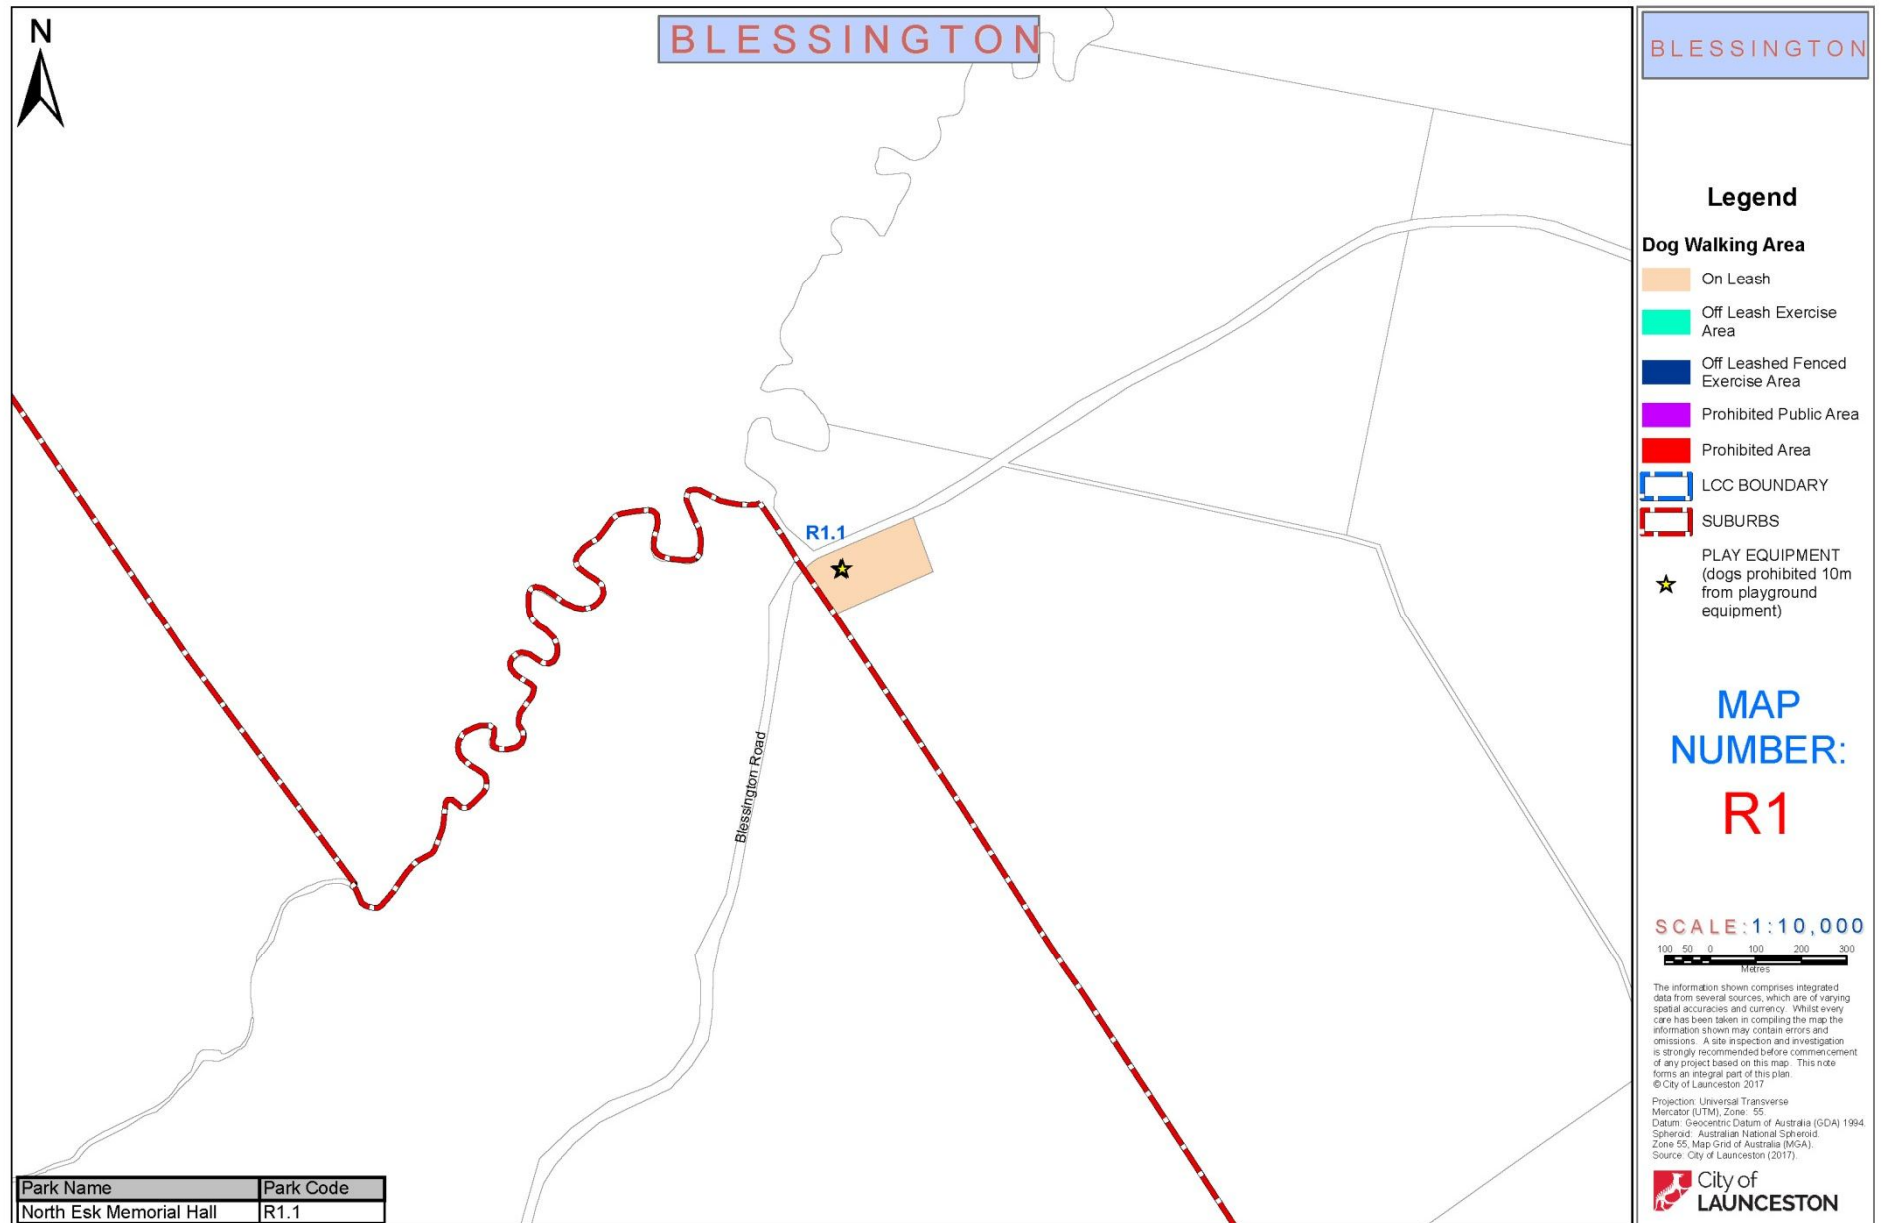 N
BLESSINGTON
R1.1
Blessington Road
Park Name Park Code
North Esk Memorial Hall R1.1
BLESSINGTON
Legend
Dog Walking Area
On Leash
Off Leash Exercise
Area
Off Leashed Fenced
Exercise Area
Prohibited Public Area
Prohibited Area
LCC BOUNDARY
SUBURBS
PLAY EQUIPMENT
(dogs prohibited 10m
from playground
equipment)
MAP
NUMBER:
R1
SCALE:1:10,000
100 50 0 100 200 300
Metres
The information shown comprises integrated
data from several sources, which are of varying
spatial accuracies and currency. Whilst every
care has been taken in compiling the map the
information shown may contain errors and
omissions. A site inspection and investigation
is strongly recommended before commencement
of any project based on this map. This note
forms an integral part of this plan.
© City of Launceston 2017
Projection: Universal Transverse
Mercator (UTM), Zone: 55.
Datum: Geocentric Datum of Australia (GDA) 1994.
Spheroid: Australian National Spheroid.
Zone 55, Map Grid of Australia (MGA).
Source: City of Launceston (2017).
City of
LAUNCESTON